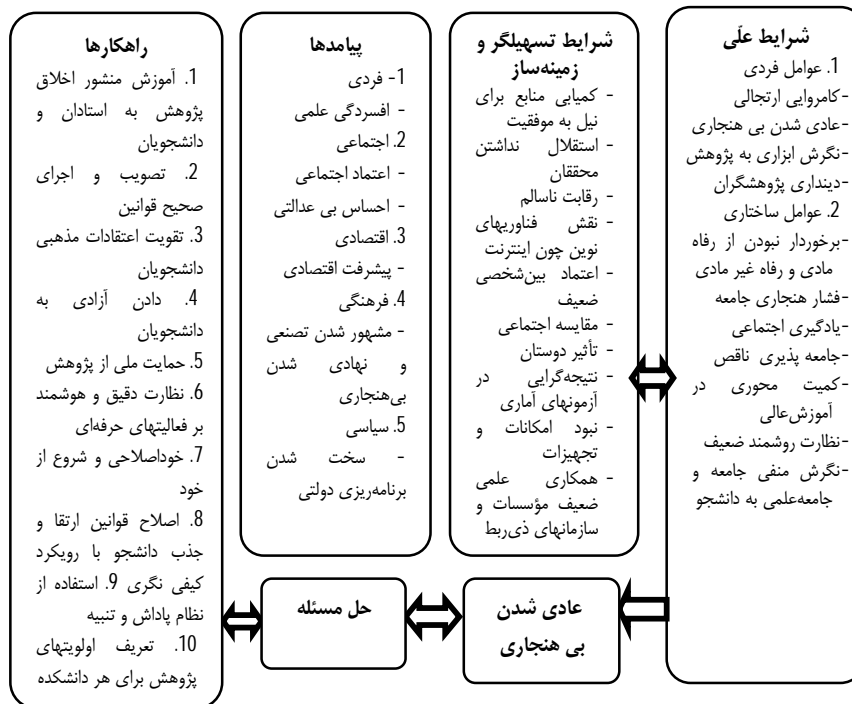 شرایط علّی
1. عوامل فردی
-کامروایی ارتجالی
-عادی شدن بی هنجاری
-نگرش ابزاری به پژوهش
-دینداری پژوهشگران
2. عوامل ساختاری
-برخوردار نبودن از رفاه
مادی و رفاه غیر مادی
-فشار هنجاری جامعه
-یادگیری اجتماعی
-جامعه پذیری ناقص
-کمیت محوری در
آموزش‌عالی
-نظارت روشمند ضعیف
-نگرش منفی جامعه و
جامعه‌علمی به دانشجو
شرایط تسهیلگر و
زمینه‌ساز
- کمیابی منابع برای
نیل به موفقیت
- استقلال نداشتن
محققان
- رقابت ناسالم
- نقش فناوریهای
نوین چون اینترنت
- اعتماد بین‌شخصی
ضعیف
- مقایسه اجتماعی
- تأثیر دوستان
- نتیجه‌گرایی در
آزمونهای آماری
- نبود امکانات و
تجهیزات
- همکاری علمی
ضعیف مؤسسات و
سازمانهای ذی‌ربط
پیامدها
1- فردی
- افسردگی علمی
2. اجتماعی
- اعتماد اجتماعی
- احساس بی عدالتی
3. اقتصادی
- پیشرفت اقتصادی
4. فرهنگی
- مشهور شدن تصنعی
و نهادی شدن
بی‌هنجاری
5. سیاسی
- سخت شدن
برنامه‌ریزی دولتی
راهکارها
1. آموزش منشور اخلاق
پژوهش به استادان و
دانشجویان
2. تصویب و اجرای
صحیح قوانین
3. تقویت اعتقادات مذهبی
دانشجویان
4. دادن آزادی به
دانشجویان
5. حمایت ملی از پژوهش
6. نظارت دقیق و هوشمند
بر فعالیتهای حرفه‌ای
7. خوداصلاحی و شروع از
خود
8. اصلاح قوانین ارتقا و
جذب دانشجو با رویکرد
کیفی نگری 9. استفاده از
نظام پاداش و تنبیه
10. تعریف اولویتهای
پژوهش برای هر دانشکده
عادی شدن
بی هنجاری
حل مسئله